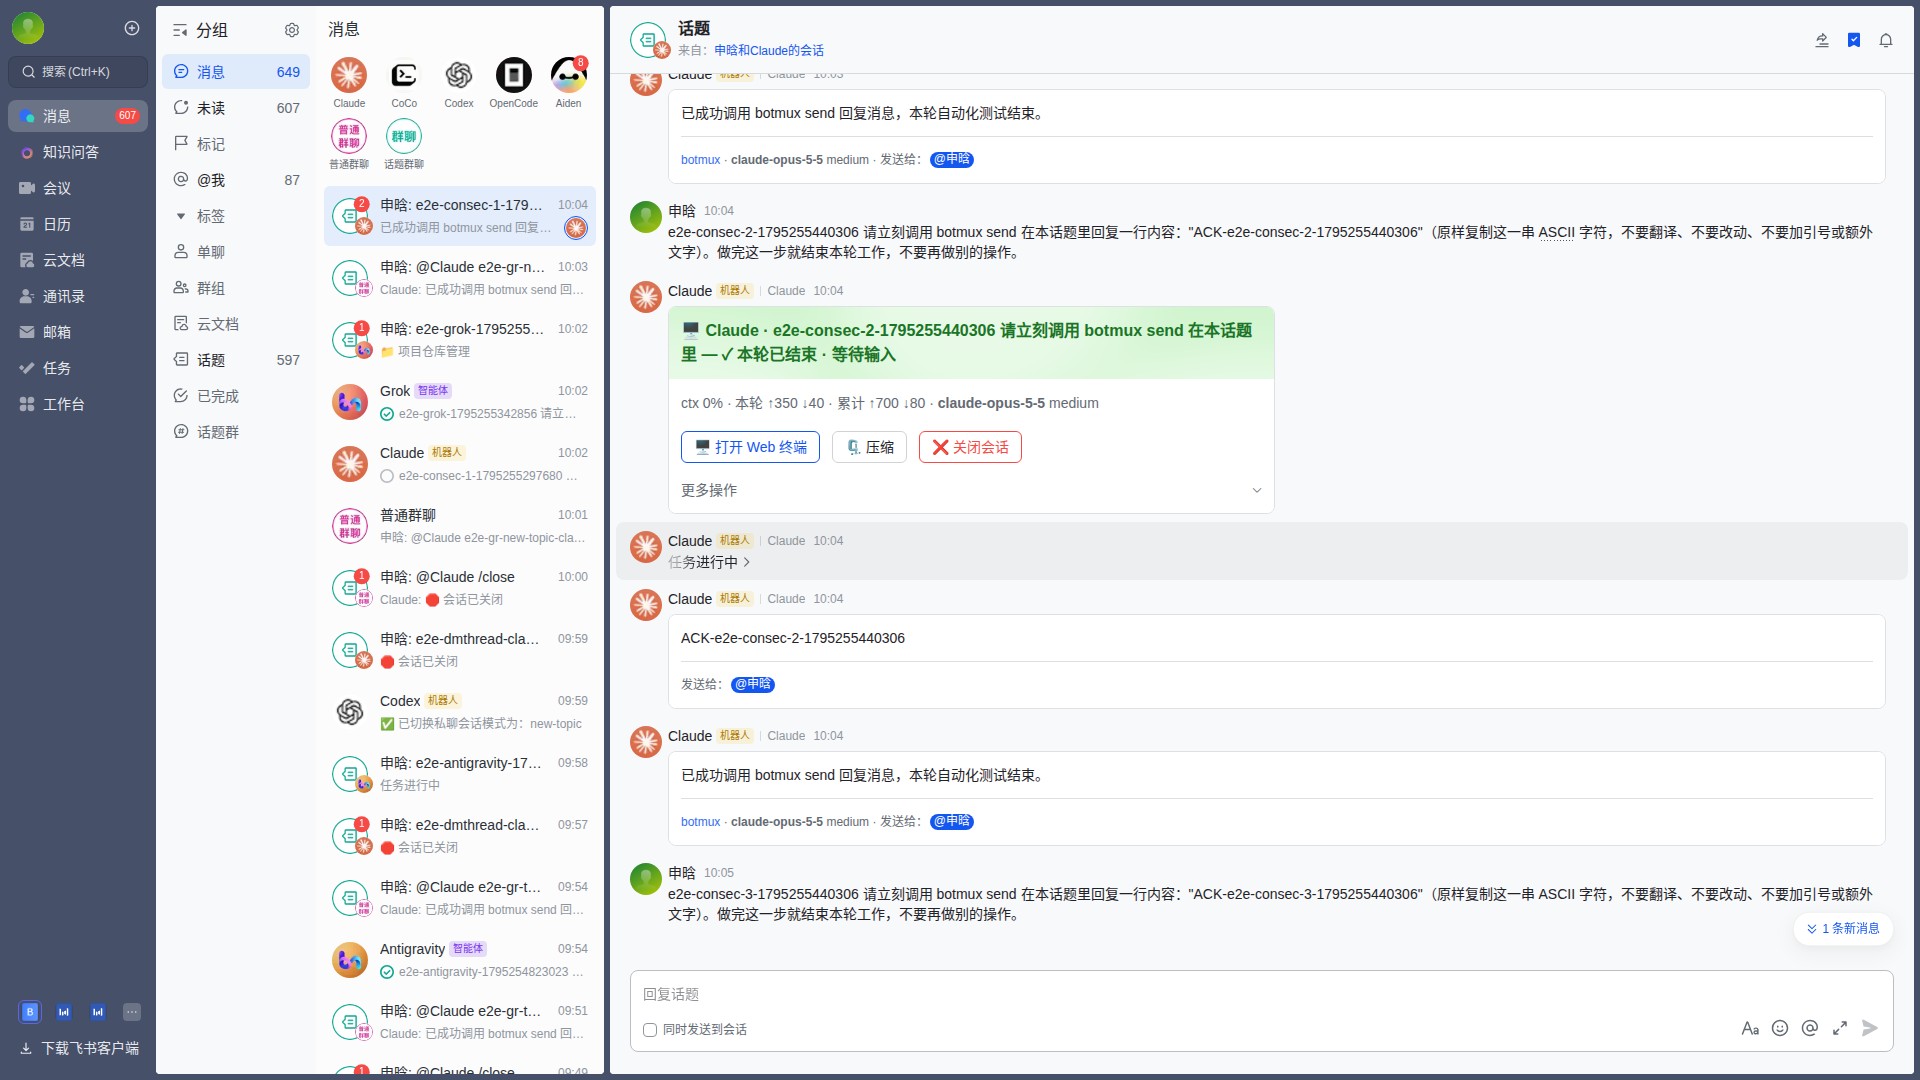 搜索 (Ctrl+K)
消息
607
知识问答
会议
日历
云文档
通讯录
邮箱
任务
工作台
下载飞书客户端
分组
消息 649
未读 607
标记
@我 87
标签
单聊
群组
云文档
话题 597
已完成
话题群
消息
Claude
CoCo
Codex
OpenCode
8
Aiden
普通群聊
普通群聊
群聊
话题群聊
2
申晗: e2e-consec-1-179… 10:04
已成功调用 botmux send 回复…
申晗: @Claude e2e-gr-n… 10:03
Claude: 已成功调用 botmux send 回…
1
申晗: e2e-grok-1795255… 10:02
项目仓库管理
Grok 智能体 10:02
e2e-grok-1795255342856 请立…
Claude 机器人 10:02
e2e-consec-1-1795255297680 …
普通群聊
普通群聊 10:01
申晗: @Claude e2e-gr-new-topic-cla…
1
申晗: @Claude /close 10:00
Claude: 会话已关闭
申晗: e2e-dmthread-cla… 09:59
会话已关闭
Codex 机器人 09:59
已切换私聊会话模式为：new-topic
申晗: e2e-antigravity-17… 09:58
任务进行中
1
申晗: e2e-dmthread-cla… 09:57
会话已关闭
申晗: @Claude e2e-gr-t… 09:54
Claude: 已成功调用 botmux send 回…
Antigravity 智能体 09:54
e2e-antigravity-1795254823023 …
申晗: @Claude e2e-gr-t… 09:51
Claude: 已成功调用 botmux send 回…
1
申晗: @Claude /close 09:49
话题
来自：申晗和Claude的会话
Claude 机器人 Claude 10:03
已成功调用 botmux send 回复消息，本轮自动化测试结束。
botmux · claude-opus-5-5 medium · 发送给： @申晗
申晗 10:04
e2e-consec-2-1795255440306 请立刻调用 botmux send 在本话题里回复一行内容："ACK-e2e-consec-2-1795255440306"（原样复制这一串 ASCII 字符，不要翻译、不要改动、不要加引号或额外
文字）。做完这一步就结束本轮工作，不要再做别的操作。
Claude 机器人 Claude 10:04
Claude · e2e-consec-2-1795255440306 请立刻调用 botmux send 在本话题
里 — ✓ 本轮已结束 · 等待输入
ctx 0% · 本轮 ↑350 ↓40 · 累计 ↑700 ↓80 · claude-opus-5-5 medium
打开 Web 终端
压缩
关闭会话
更多操作
Claude 机器人 Claude 10:04
任务进行中
Claude 机器人 Claude 10:04
ACK-e2e-consec-2-1795255440306
发送给： @申晗
Claude 机器人 Claude 10:04
已成功调用 botmux send 回复消息，本轮自动化测试结束。
botmux · claude-opus-5-5 medium · 发送给： @申晗
申晗 10:05
e2e-consec-3-1795255440306 请立刻调用 botmux send 在本话题里回复一行内容："ACK-e2e-consec-3-1795255440306"（原样复制这一串 ASCII 字符，不要翻译、不要改动、不要加引号或额外
文字）。做完这一步就结束本轮工作，不要再做别的操作。
1 条新消息
回复话题
同时发送到会话